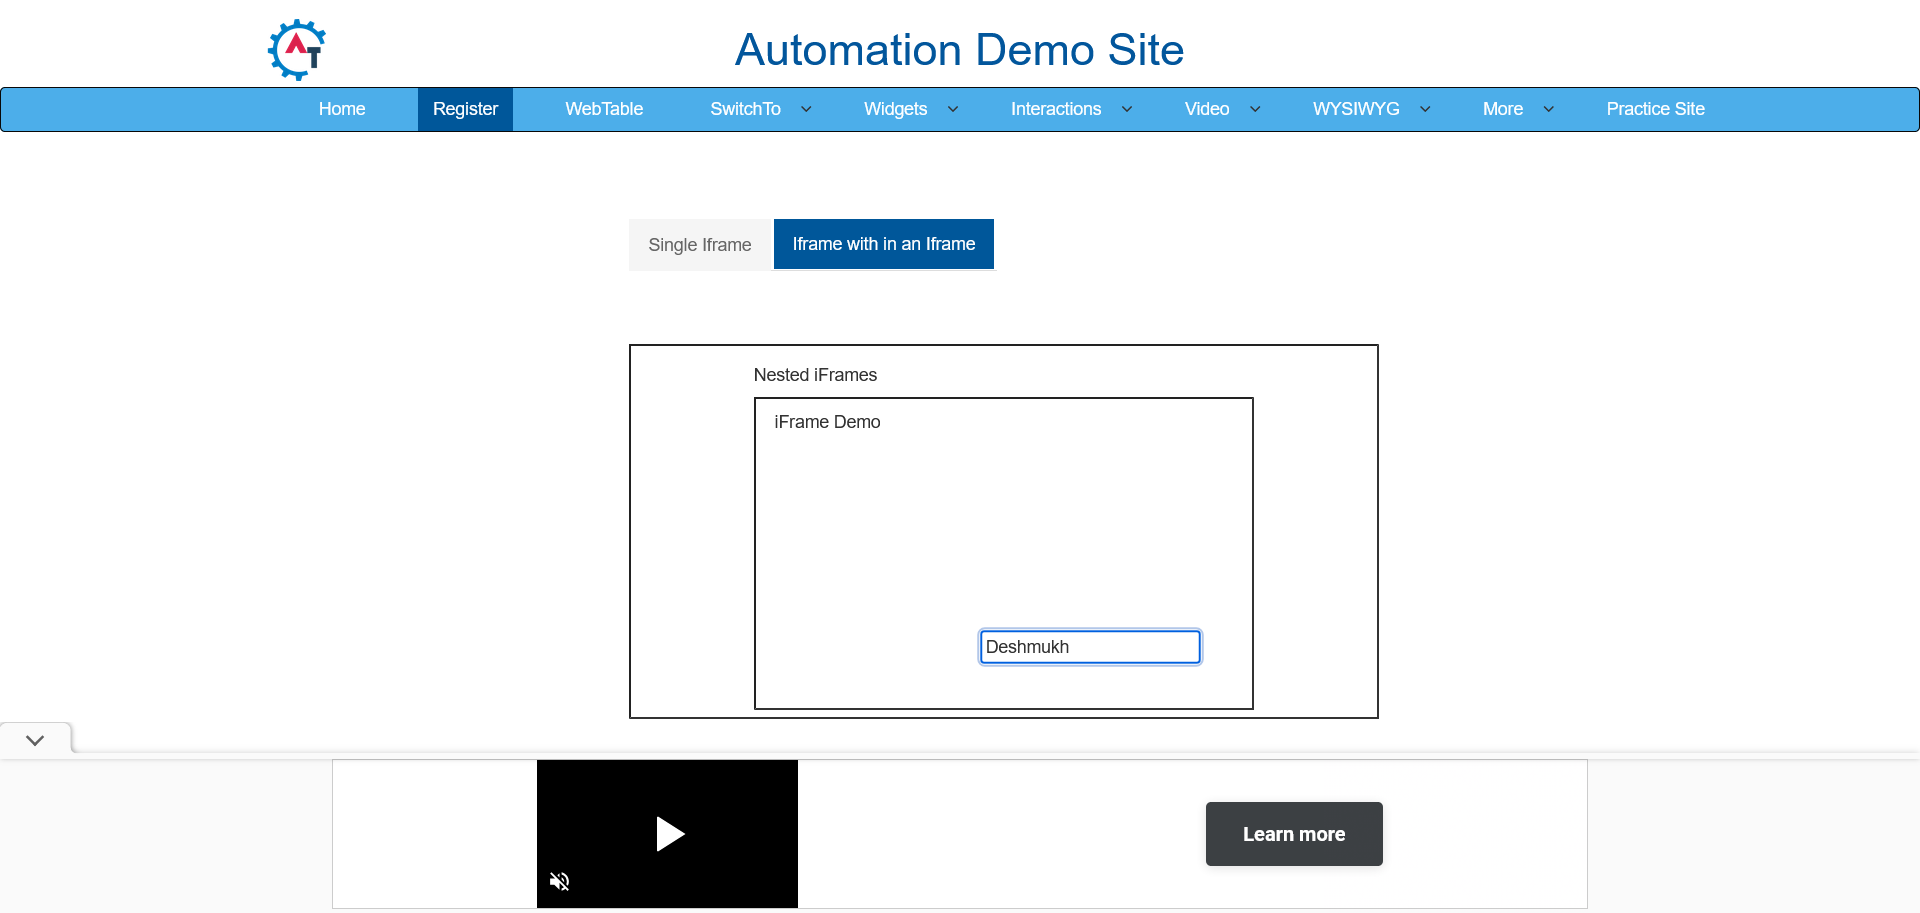 AT
Automation Demo Site
Home Register WebTable SwitchTo Widgets Interactions Video WYSIWYG More Practice Site
Single Iframe Iframe with in an Iframe
Nested iFrames
iFrame Demo
Deshmukh
Learn more